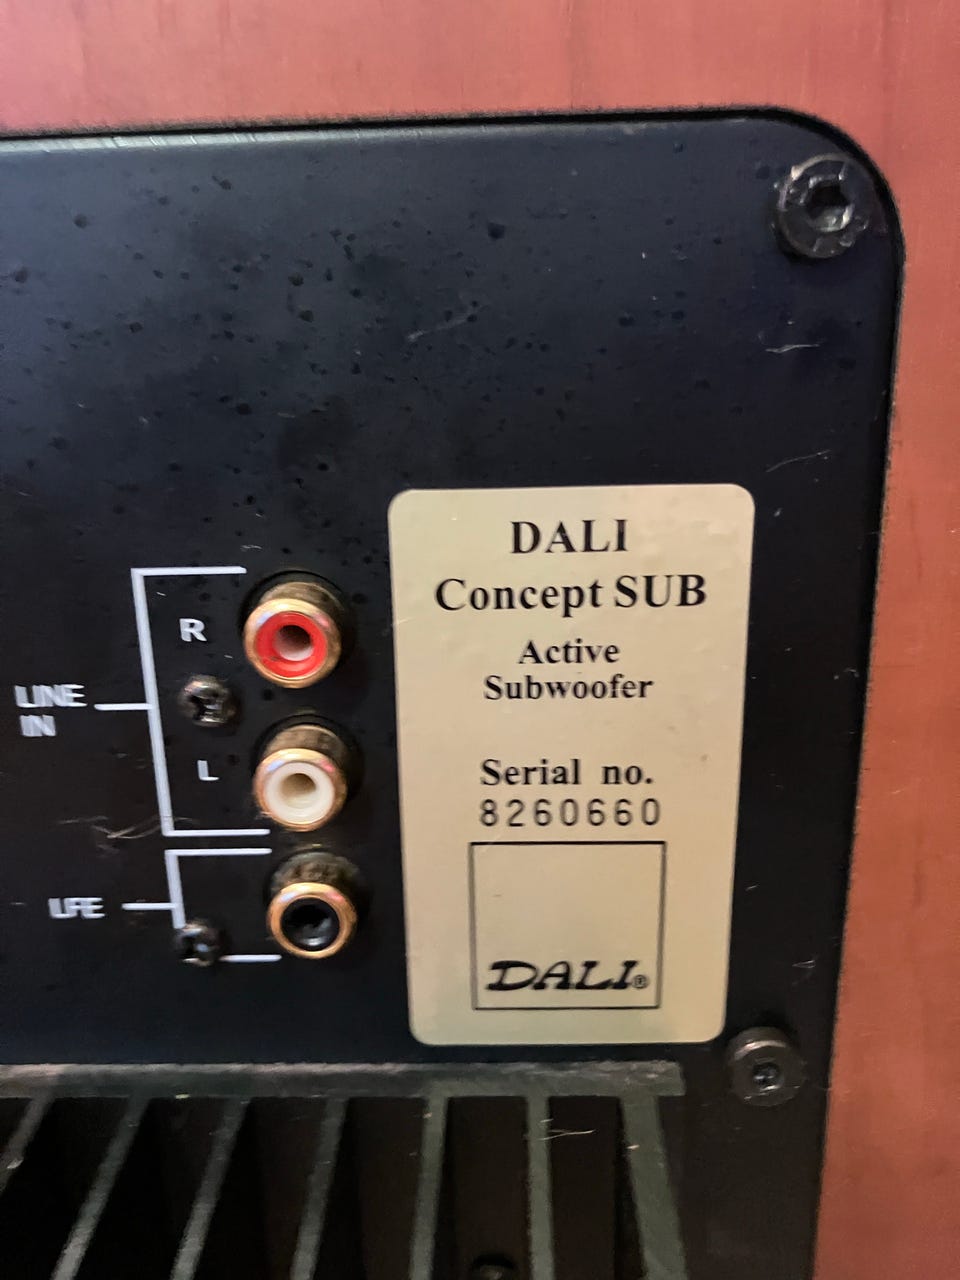 R
LINE
IN
L
LFE
DALI
Concept SUB
Active
Subwoofer
Serial no.
8260660
DALI®